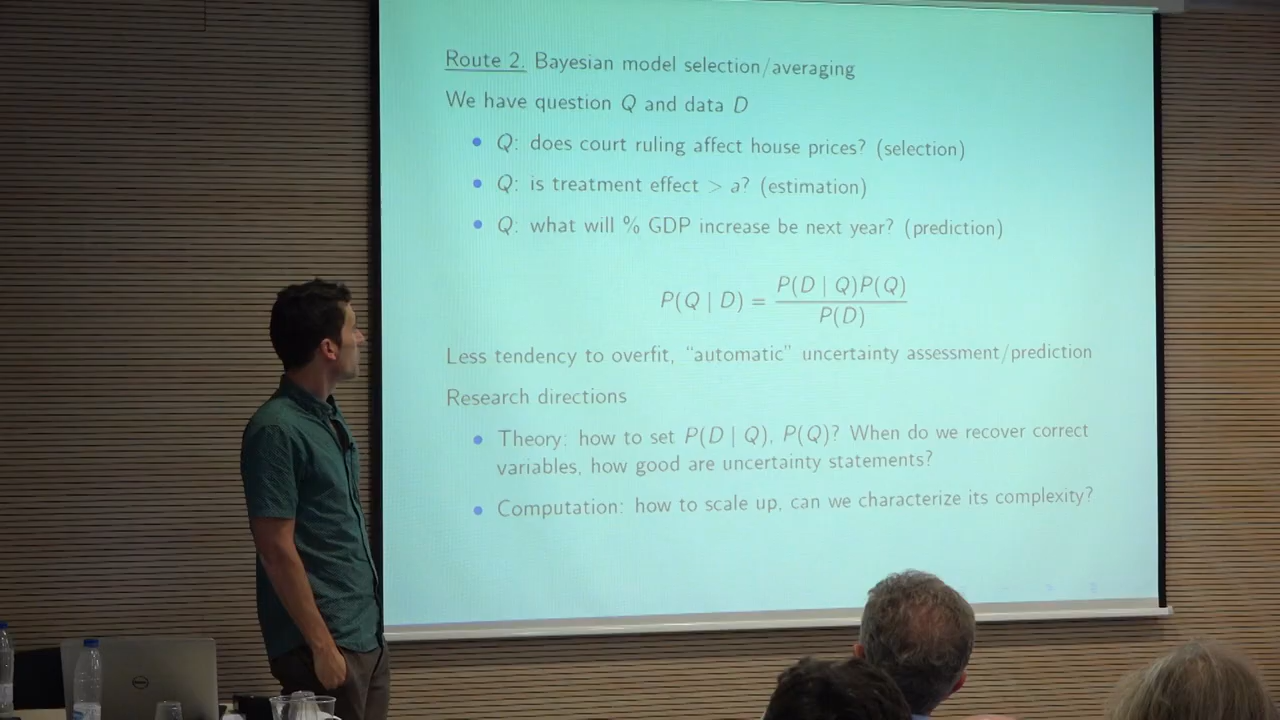 Route 2. Bayesian model selection/averaging
We have question Q and data D
• Q: does court ruling affect house prices? (selection)
• Q: is treatment effect > a? (estimation)
• Q: what will % GDP increase be next year? (prediction)
P(Q | D) = P(D | Q)P(Q) / P(D)
Less tendency to overfit, “automatic” uncertainty assessment/prediction
Research directions
• Theory: how to set P(D | Q), P(Q)? When do we recover correct
variables, how good are uncertainty statements?
• Computation: how to scale up, can we characterize its complexity?
DELL